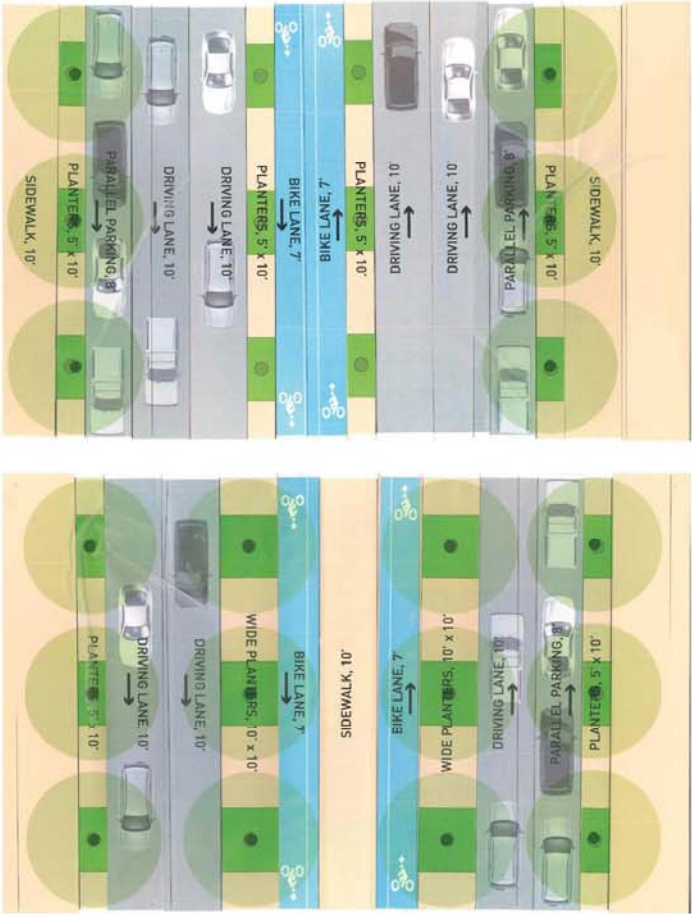 SIDEWALK, 10'
PLANTERS, 5' x 10'
PARALLEL PARKING, 8'
DRIVING LANE, 10'
DRIVING LANE, 10'
PLANTERS, 5' x 10'
BIKE LANE, 7'
BIKE LANE, 7'
PLANTERS, 5' x 10'
DRIVING LANE, 10'
DRIVING LANE, 10'
PARALLEL PARKING, 8'
PLANTERS, 5' x 10'
SIDEWALK, 10'
PLANTERS, 5' x 10'
DRIVING LANE, 10'
DRIVING LANE, 10'
WIDE PLANTERS, 10' x 10'
BIKE LANE, 7'
SIDEWALK, 10'
BIKE LANE, 7'
WIDE PLANTERS, 10' x 10'
DRIVING LANE, 10'
PARALLEL PARKING, 8'
PLANTERS, 5' x 10'